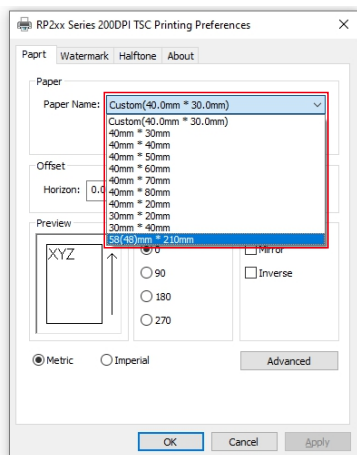 RP2xx Series 200DPI TSC Printing Preferences
Paprt Watermark Halftone About
Paper
Paper Name: Custom(40.0mm * 30.0mm)
Custom(40.0mm * 30.0mm)
40mm * 30mm
40mm * 40mm
40mm * 50mm
40mm * 60mm
40mm * 70mm
40mm * 80mm
40mm * 20mm
30mm * 20mm
30mm * 40mm
58(48)mm * 210mm
Offset
Horizon: 0.0
Preview
XYZ
0
90
180
270
Mirror
Inverse
Metric Imperial Advanced
OK Cancel Apply